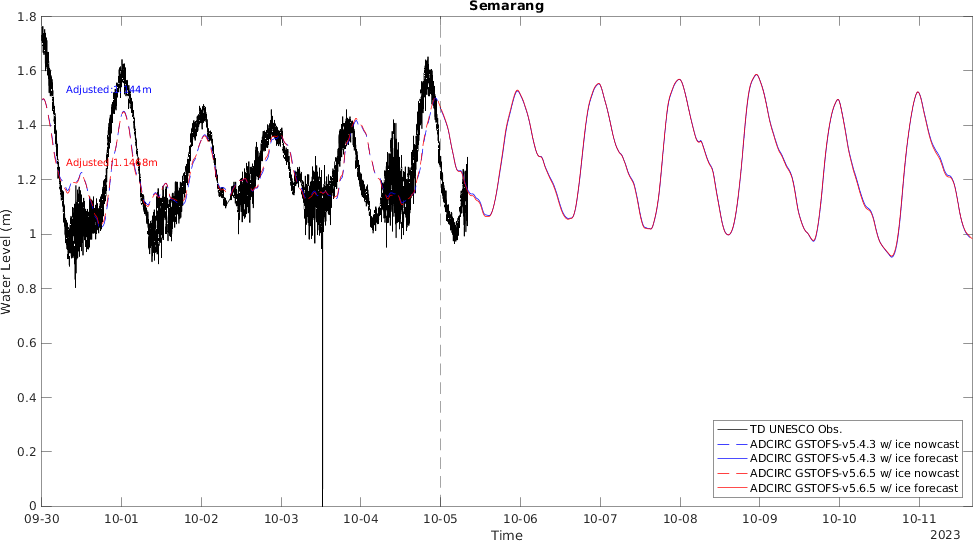 Semarang
1.8
1.6
1.4
1.2
1
0.8
0.6
0.4
0.2
0
Water Level (m)
Adjusted:
Adjusted:1.1468m
TD UNESCO Obs.
ADCIRC GSTOFS-v5.4.3 w/ ice nowcast
ADCIRC GSTOFS-v5.4.3 w/ ice forecast
ADCIRC GSTOFS-v5.6.5 w/ ice nowcast
ADCIRC GSTOFS-v5.6.5 w/ ice forecast
09-30 10-01 10-02 10-03 10-04 10-05 10-06 10-07 10-08 10-09 10-10 10-11
Time
2023